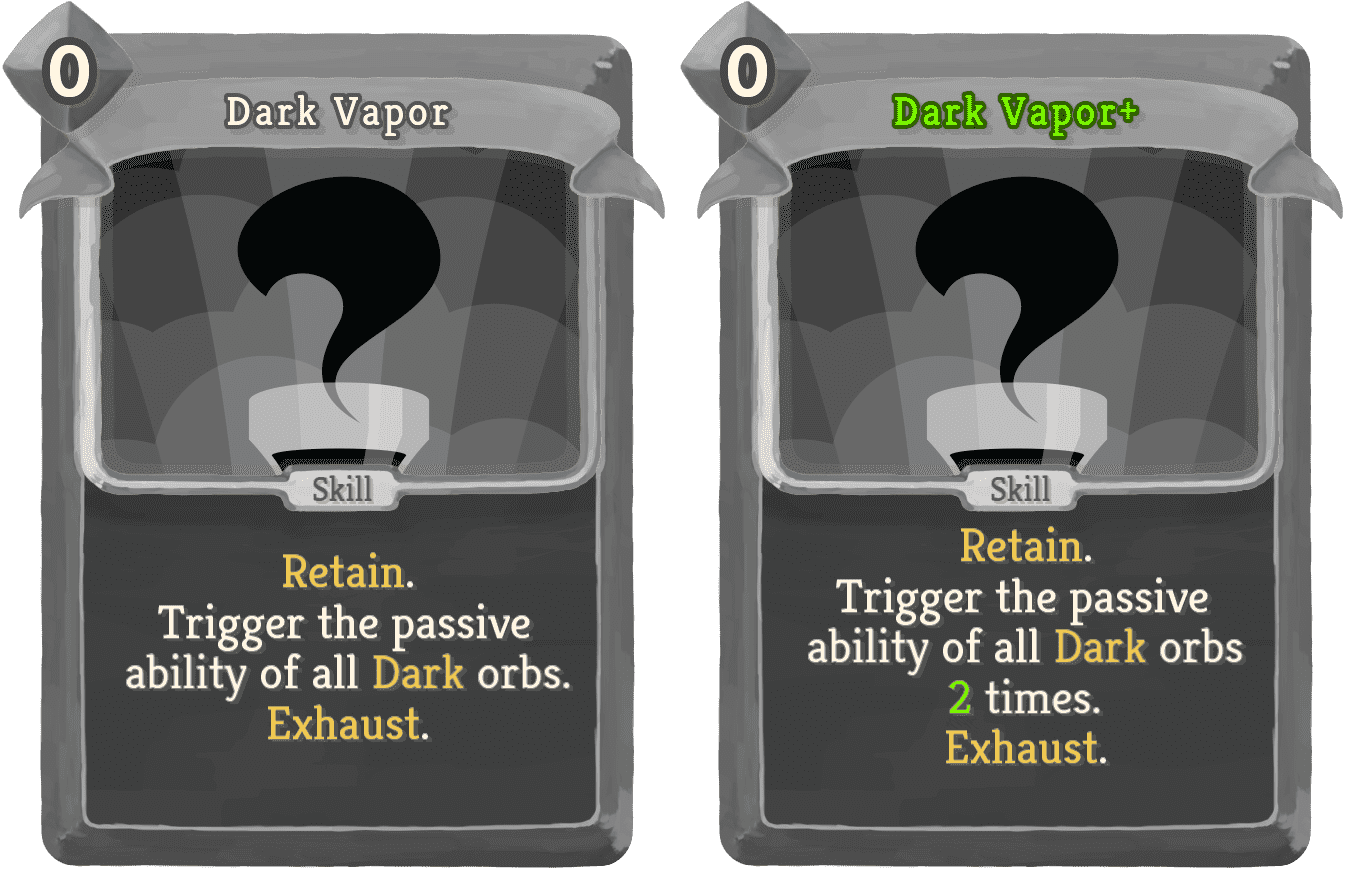 0
Dark Vapor
Skill
Retain.
Trigger the passive
ability of all Dark orbs.
Exhaust.
0
Dark Vapor+
Skill
Retain.
Trigger the passive
ability of all Dark orbs
2 times.
Exhaust.